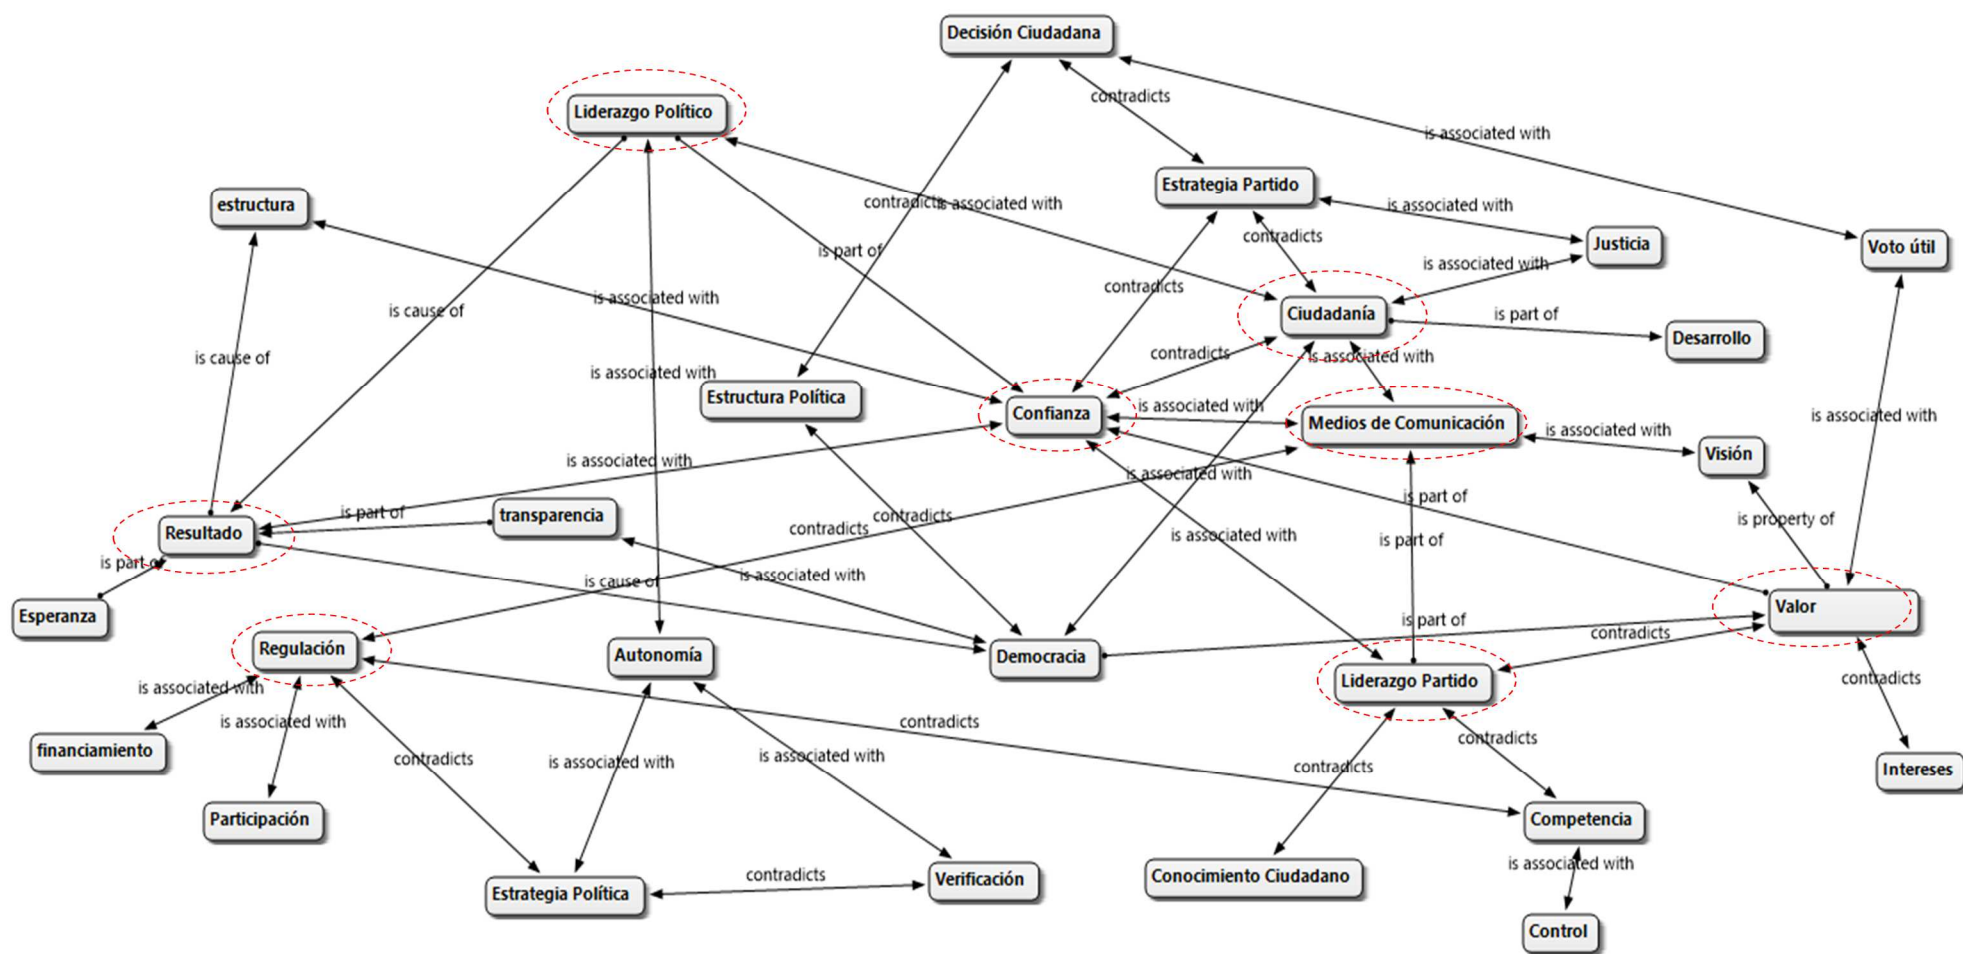 Decisión Ciudadana
contradicts
Liderazgo Político
is associated with
Estrategia Partido
estructura
contradicts
is associated with
is associated with
contradicts
Justicia
Voto útil
is part of
is associated with
is associated with
contradicts
is cause of
Ciudadanía
is part of
Desarrollo
is cause of
contradicts
is associated with
is associated with
Estructura Política
Confianza
is associated with
Medios de Comunicación
is associated with
is associated with
Visión
is associated with
is associated with
is part of
transparencia
is part of
is property of
Resultado
contradicts
contradicts
is associated with
is part of
is part of
is cause of
is associated with
Esperanza
Valor
is part of
contradicts
Regulación
Autonomía
Democracia
Liderazgo Partido
is associated with
contradicts
is associated with
contradicts
contradicts
financiamiento
contradicts
is associated with
is associated with
contradicts
Intereses
Participación
Competencia
is associated with
contradicts
Estrategia Política
Verificación
Conocimiento Ciudadano
Control